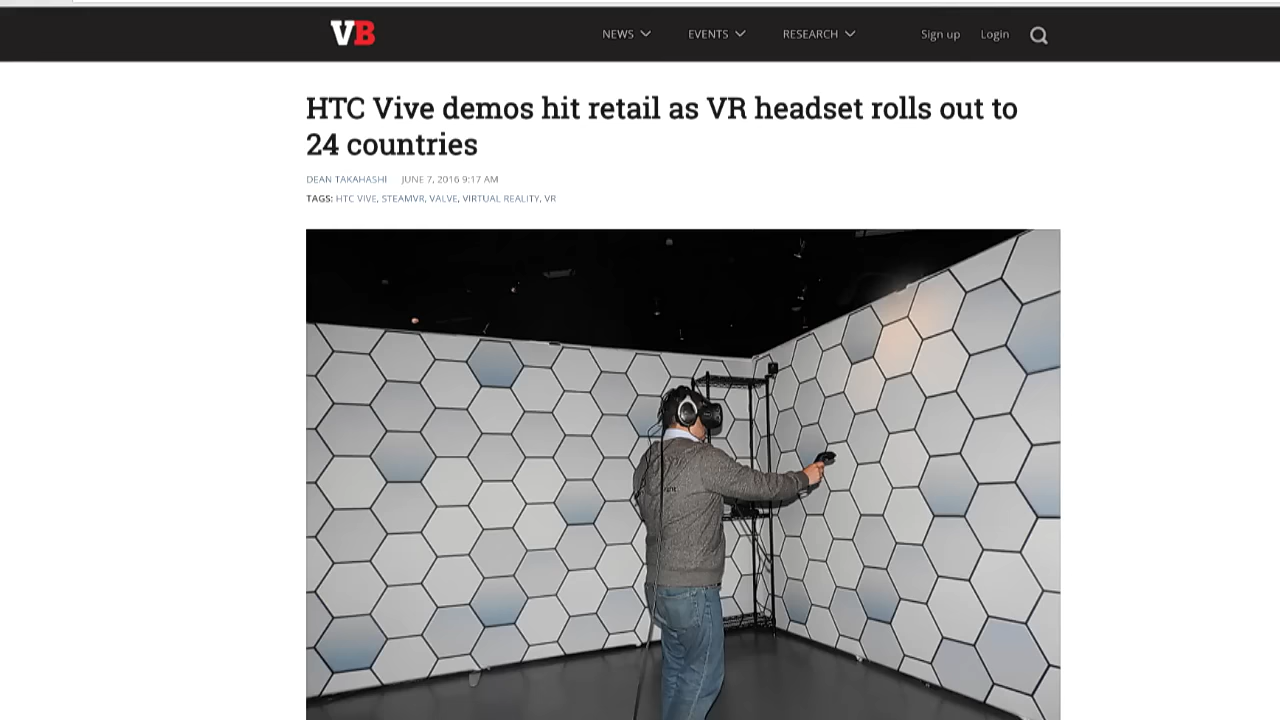 VB
NEWS
EVENTS
RESEARCH
Sign up
Login
HTC Vive demos hit retail as VR headset rolls out to
24 countries
DEAN TAKAHASHI JUNE 7, 2016 9:17 AM
TAGS: HTC VIVE, STEAMVR, VALVE, VIRTUAL REALITY, VR